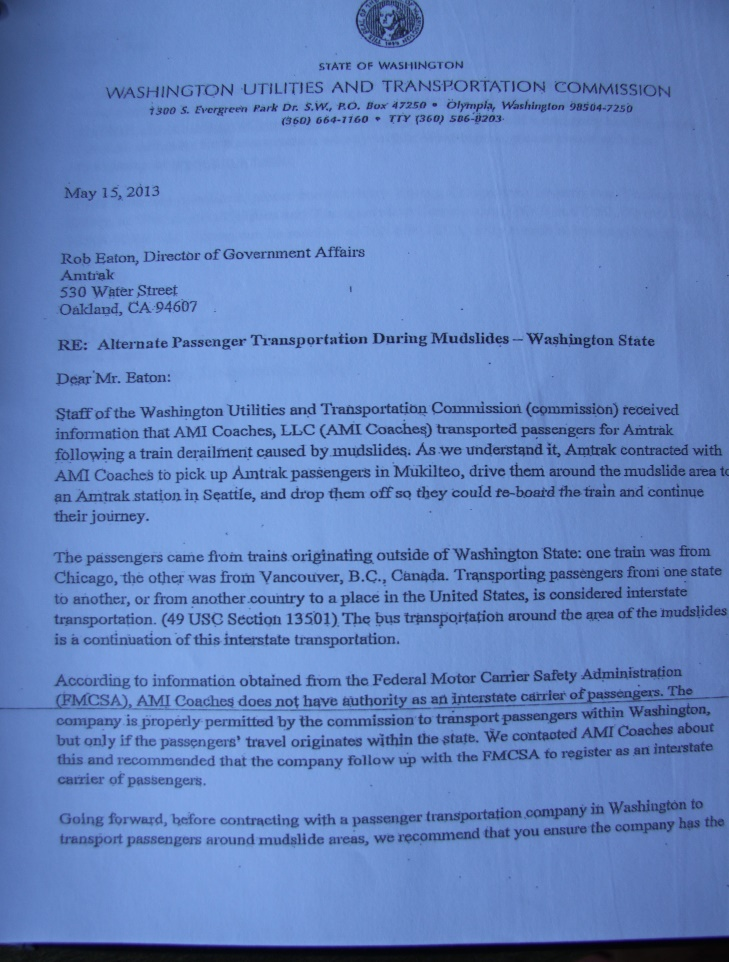 STATE OF WASHINGTON
WASHINGTON UTILITIES AND TRANSPORTATION COMMISSION
1300 S. Evergreen Park Dr. S.W., P.O. Box 47250 • Olympia, Washington 98504-7250
(360) 664-1160 • TTY (360) 586-8203
May 15, 2013
Rob Eaton, Director of Government Affairs
Amtrak
530 Water Street
Oakland, CA 94607
RE: Alternate Passenger Transportation During Mudslides – Washington State
Dear Mr. Eaton:
Staff of the Washington Utilities and Transportation Commission (commission) received
information that AMI Coaches, LLC (AMI Coaches) transported passengers for Amtrak
following a train derailment caused by mudslides. As we understand it, Amtrak contracted with
AMI Coaches to pick up Amtrak passengers in Mukilteo, drive them around the mudslide area to
an Amtrak station in Seattle, and drop them off so they could re-board the train and continue
their journey.
The passengers came from trains originating outside of Washington State: one train was from
Chicago, the other was from Vancouver, B.C., Canada. Transporting passengers from one state
to another, or from another country to a place in the United States, is considered interstate
transportation. (49 USC Section 13501) The bus transportation around the area of the mudslides
is a continuation of this interstate transportation.
According to information obtained from the Federal Motor Carrier Safety Administration
(FMCSA), AMI Coaches does not have authority as an interstate carrier of passengers. The
company is properly permitted by the commission to transport passengers within Washington,
but only if the passengers' travel originates within the state. We contacted AMI Coaches about
this and recommended that the company follow up with the FMCSA to register as an interstate
carrier of passengers.
Going forward, before contracting with a passenger transportation company in Washington to
transport passengers around mudslide areas, we recommend that you ensure the company has the